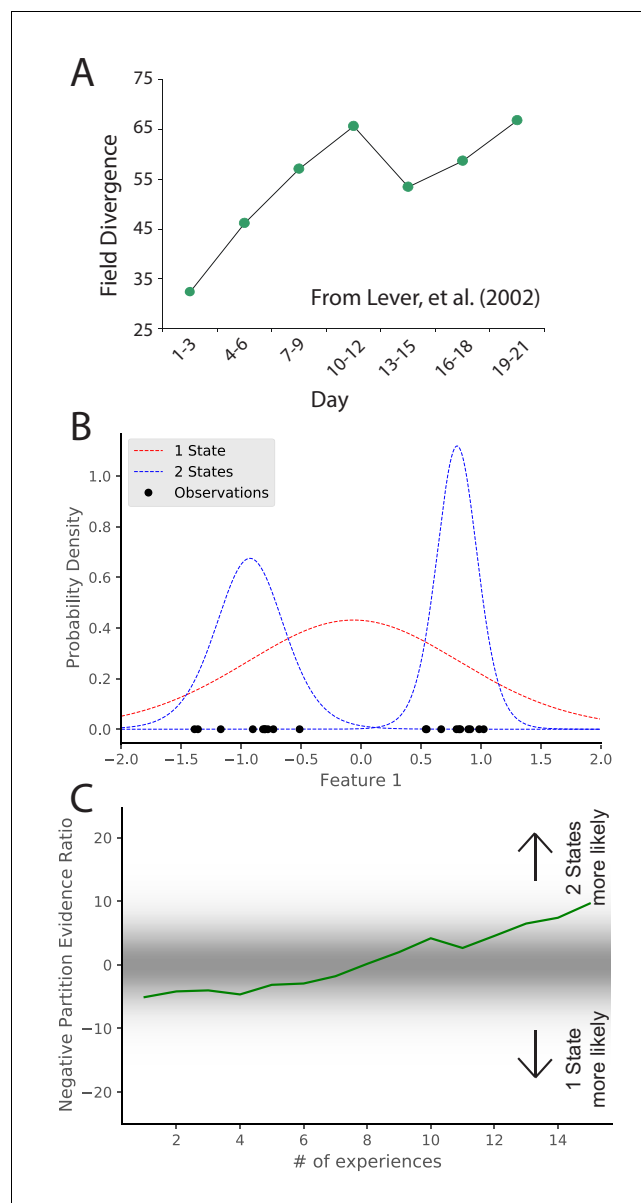 A
75
65
55
45
35
25
Field Divergence
From Lever, et al. (2002)
1-3
4-6
7-9
10-12
13-15
16-18
19-21
Day
B
1 State
2 States
Observations
1.0
0.8
0.6
0.4
0.2
0.0
Probability Density
−2.0
−1.5
−1.0
−0.5
0.0
0.5
1.0
1.5
2.0
Feature 1
C
20
10
0
−10
−20
Negative Partition Evidence Ratio
2 States
more likely
1 State
more likely
2
4
6
8
10
12
14
# of experiences